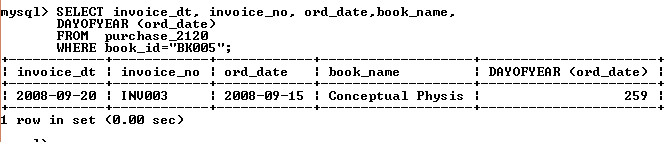 mysql> SELECT invoice_dt, invoice_no, ord_date,book_name,
DAYOFYEAR (ord_date)
FROM purchase_2120
WHERE book_id="BK005";
| invoice_dt | invoice_no | ord_date | book_name | DAYOFYEAR (ord_date) |
| 2008-09-20 | INV003 | 2008-09-15 | Conceptual Physis | 259 |
1 row in set (0.00 sec)